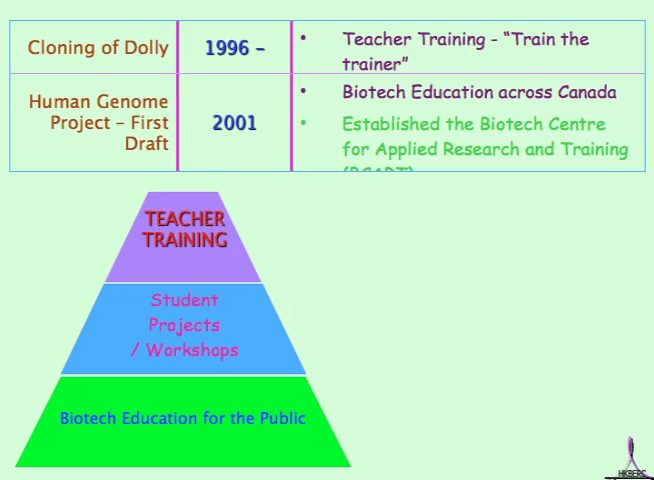 Cloning of Dolly
1996 –
• Teacher Training - “Train the
trainer”
Human Genome
Project – First
Draft
2001
• Biotech Education across Canada
• Established the Biotech Centre
for Applied Research and Training
TEACHER
TRAINING
Student
Projects
/ Workshops
Biotech Education for the Public
HKBERC